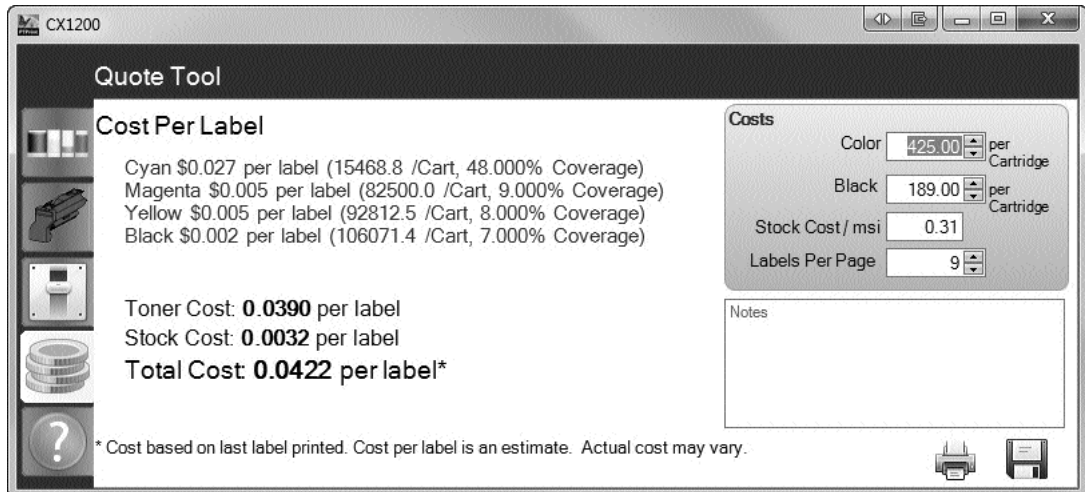 CX1200
Quote Tool
Cost Per Label
Cyan $0.027 per label (15468.8 /Cart, 48.000% Coverage)
Magenta $0.005 per label (82500.0 /Cart, 9.000% Coverage)
Yellow $0.005 per label (92812.5 /Cart, 8.000% Coverage)
Black $0.002 per label (106071.4 /Cart, 7.000% Coverage)
Toner Cost: 0.0390 per label
Stock Cost: 0.0032 per label
Total Cost: 0.0422 per label*
* Cost based on last label printed. Cost per label is an estimate. Actual cost may vary.
Costs
Color 425.00 per Cartridge
Black 189.00 per Cartridge
Stock Cost / msi 0.31
Labels Per Page 9
Notes
?